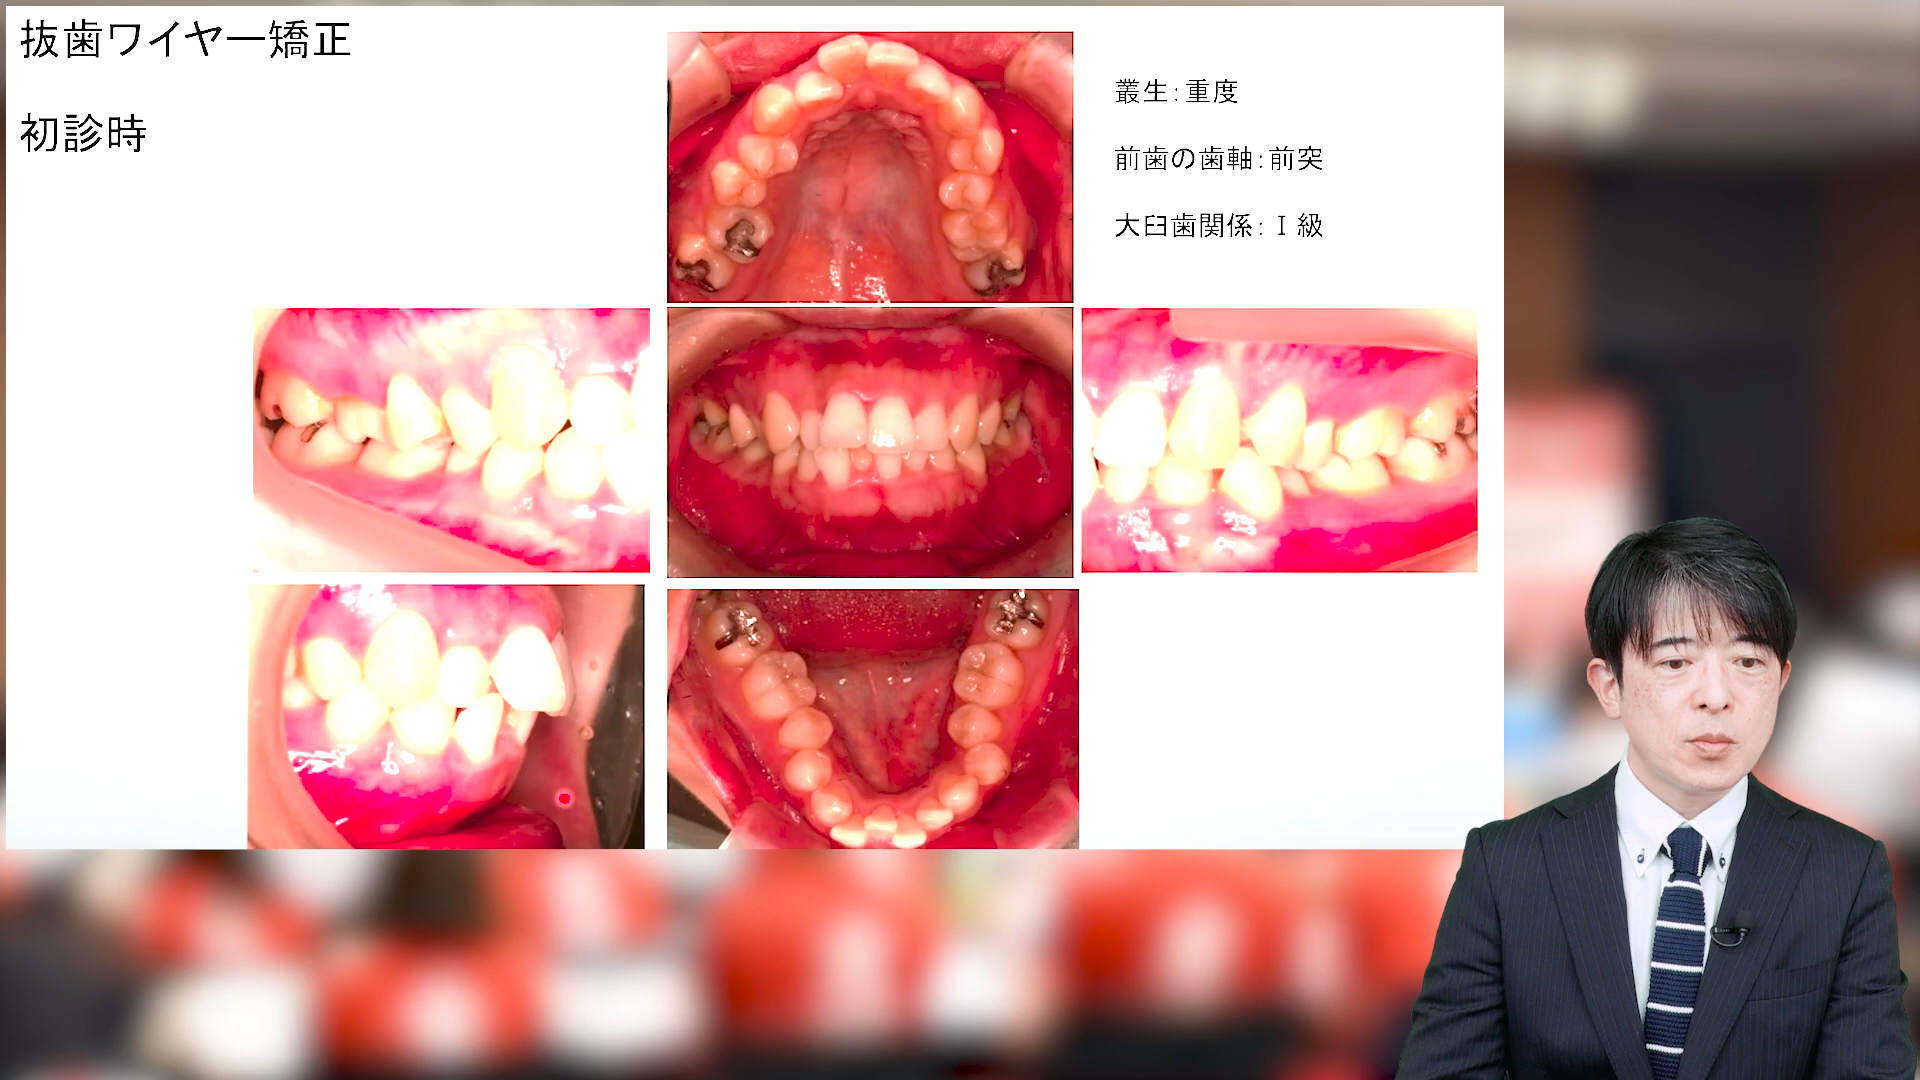 抜歯ワイヤー矯正
初診時
叢生：重度
前歯の歯軸：前突
大臼歯関係：Ⅰ級